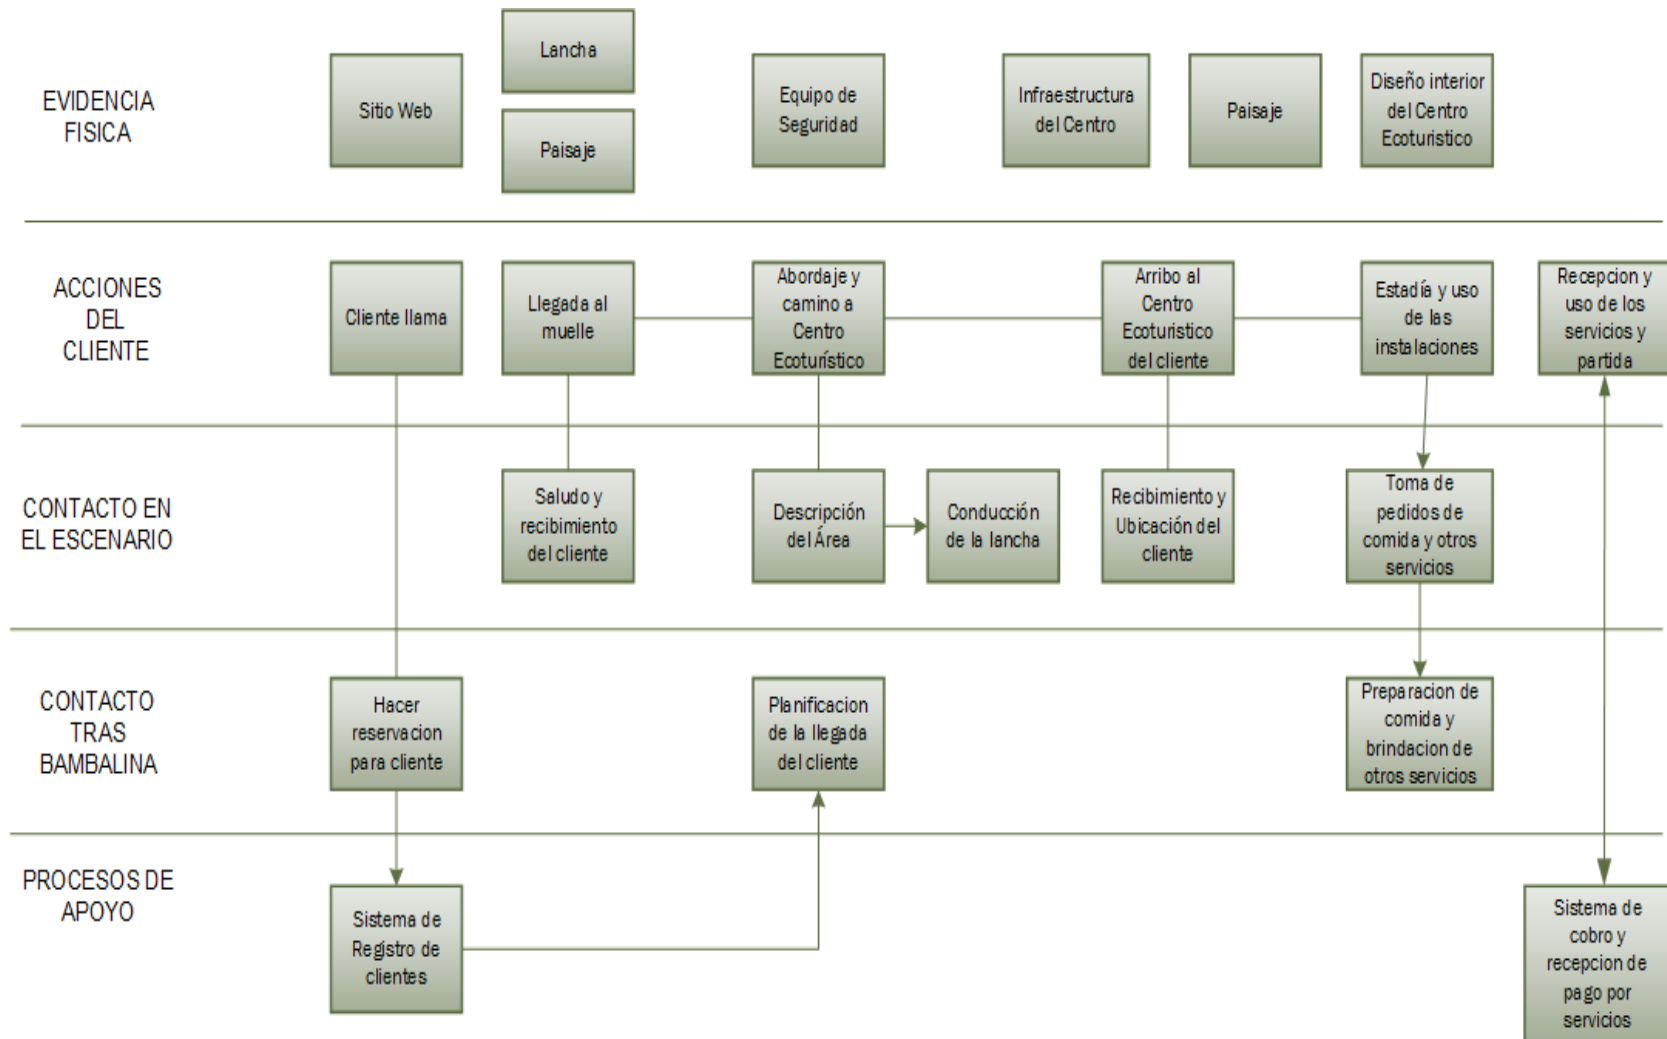 EVIDENCIA
FISICA
Sitio Web
Lancha
Paisaje
Equipo de
Seguridad
Infraestructura
del Centro
Paisaje
Diseño interior
del Centro
Ecoturistico
ACCIONES
DEL
CLIENTE
Cliente llama
Llegada al
muelle
Abordaje y
camino a
Centro
Ecoturístico
Arribo al
Centro
Ecoturistico
del cliente
Estadía y uso
de las
instalaciones
Recepcion y
uso de los
servicios y
partida
CONTACTO EN
EL ESCENARIO
Saludo y
recibimiento
del cliente
Descripción
del Área
Conducción
de la lancha
Recibimiento y
Ubicación del
cliente
Toma de
pedidos de
comida y otros
servicios
CONTACTO
TRAS
BAMBALINA
Hacer
reservacion
para cliente
Planificacion
de la llegada
del cliente
Preparacion de
comida y
brindacion de
otros servicios
PROCESOS DE
APOYO
Sistema de
Registro de
clientes
Sistema de
cobro y
recepcion de
pago por
servicios